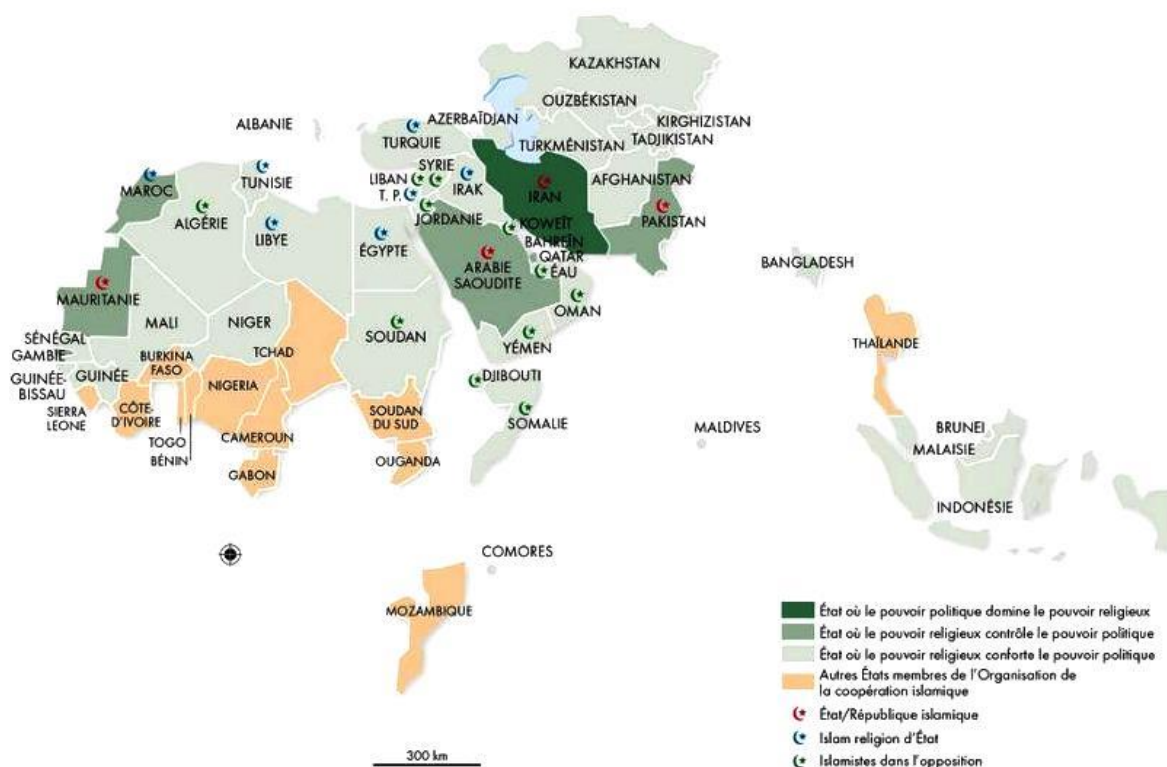 KAZAKHSTAN
OUZBÉKISTAN
ALBANIE
AZERBAÏDJAN
KIRGHIZISTAN
TURQUIE
TURKMÉNISTAN
TADJIKISTAN
SYRIE
MAROC
TUNISIE
LIBAN
IRAK
AFGHANISTAN
IRAN
T. P.
ALGÉRIE
JORDANIE
PAKISTAN
LIBYE
ÉGYPTE
KOWEÏT
BAHREÏN
QATAR
ÉAU
ARABIE
SAOUDITE
BANGLADESH
MAURITANIE
OMAN
MALI
NIGER
SOUDAN
YÉMEN
SÉNÉGAL
GAMBIE
TCHAD
THAÏLANDE
BURKINA
FASO
GUINÉE-
BISSAU
GUINÉE
NIGERIA
DJIBOUTI
SIERRA
LEONE
CÔTE-
D'IVOIRE
SOUDAN
DU SUD
SOMALIE
MALDIVES
BRUNEI
TOGO
CAMEROUN
MALAISIE
BÉNIN
OUGANDA
GABON
INDONÉSIE
COMORES
MOZAMBIQUE
État où le pouvoir politique domine le pouvoir religieux
État où le pouvoir religieux contrôle le pouvoir politique
État où le pouvoir religieux conforte le pouvoir politique
Autres États membres de l'Organisation de
la coopération islamique
État/République islamique
Islam religion d'État
Islamistes dans l'opposition
300 km